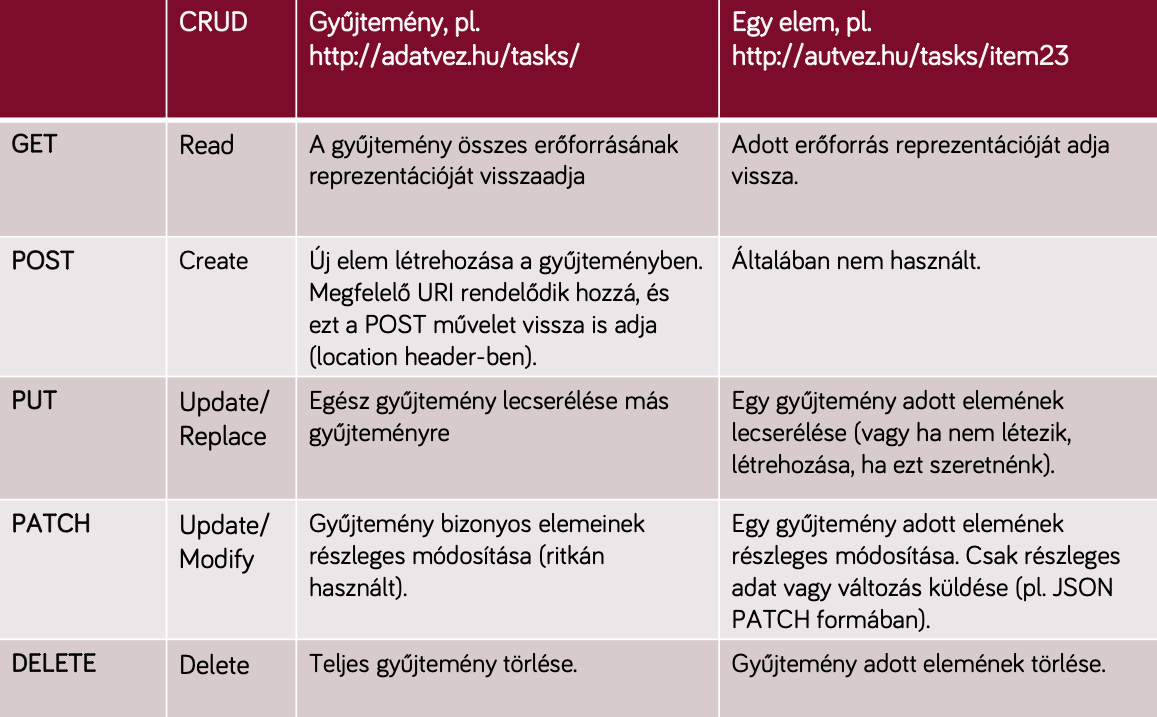 CRUD
Gyűjtemény, pl.
http://adatvez.hu/tasks/
Egy elem, pl.
http://autvez.hu/tasks/item23
GET
Read
A gyűjtemény összes erőforrásának
reprezentációját visszaadja
Adott erőforrás reprezentációját adja
vissza.
POST
Create
Új elem létrehozása a gyűjteményben.
Megfelelő URI rendelődik hozzá, és
ezt a POST művelet vissza is adja
(location header-ben).
Általában nem használt.
PUT
Update/
Replace
Egész gyűjtemény lecserélése más
gyűjteményre
Egy gyűjtemény adott elemének
lecserélése (vagy ha nem létezik,
létrehozása, ha ezt szeretnénk).
PATCH
Update/
Modify
Gyűjtemény bizonyos elemeinek
részleges módosítása (ritkán
használt).
Egy gyűjtemény adott elemének
részleges módosítása. Csak részleges
adat vagy változás küldése (pl. JSON
PATCH formában).
DELETE
Delete
Teljes gyűjtemény törlése.
Gyűjtemény adott elemének törlése.